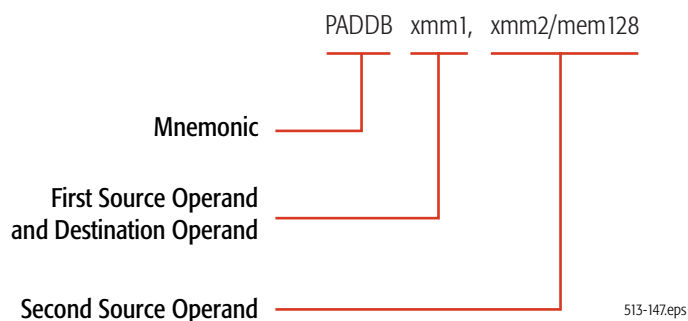 PADDB xmm1, xmm2/mem128
Mnemonic
First Source Operand
and Destination Operand
Second Source Operand
513-147.eps